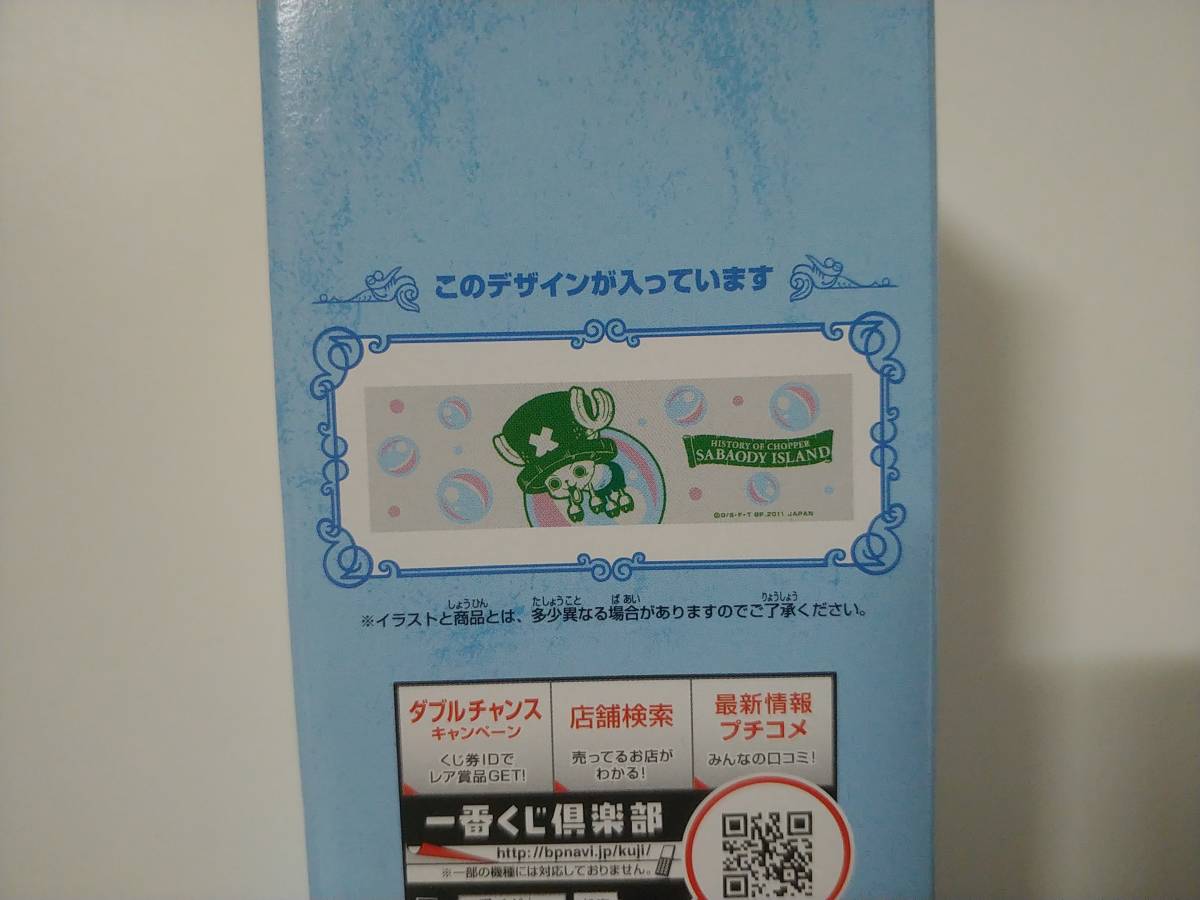 このデザインが入っています
HISTORY OF CHOPPER
SABAODY ISLAND
©O/S・F・T BP.2011 JAPAN
しょうひん たしょうこと ば あい りょうしょう
※イラストと商品とは、多少異なる場合がありますのでご了承ください。
ダブルチャンス
キャンペーン
くじ券IDで
レア賞品GET!
店舗検索
売ってるお店が
わかる!
最新情報
プチコメ
みんなの口コミ!
一番くじ倶楽部
http://bpnavi.jp/kuji/
※一部の機種には対応しておりません。